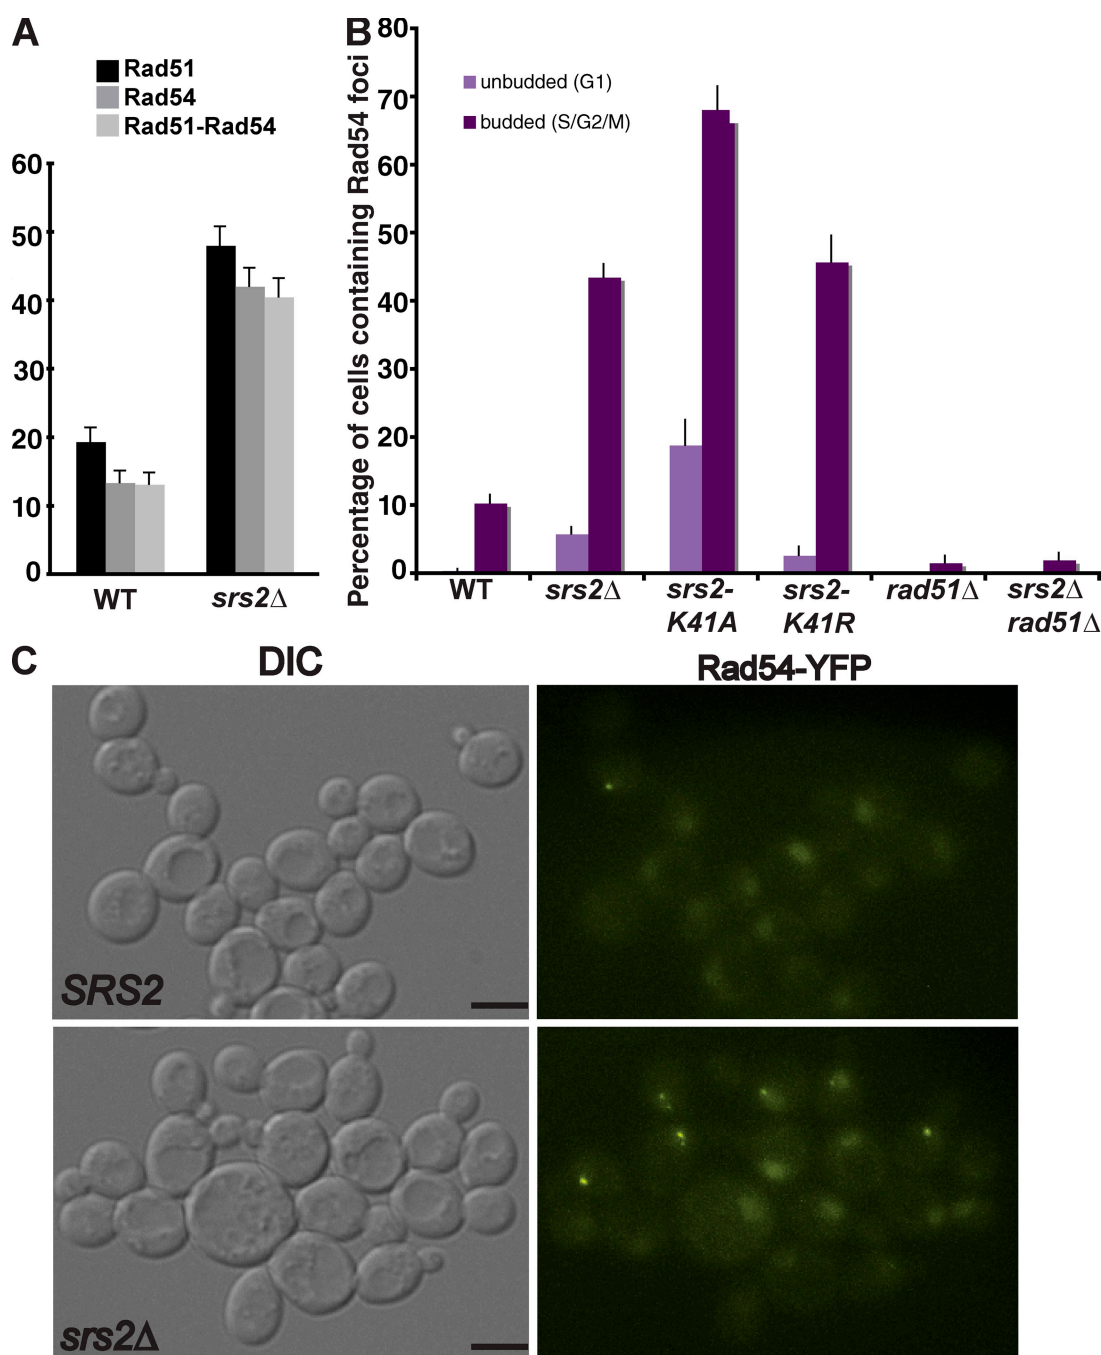 A
Rad51
Rad54
Rad51-Rad54
60
50
40
30
20
10
0
WT
srs2Δ
B
Percentage of cells containing Rad54 foci
80
70
60
50
40
30
20
10
0
unbudded (G1)
budded (S/G2/M)
WT
srs2Δ
srs2-
K41A
srs2-
K41R
rad51Δ
srs2Δ
rad51Δ
C
DIC
Rad54-YFP
SRS2
srs2Δ